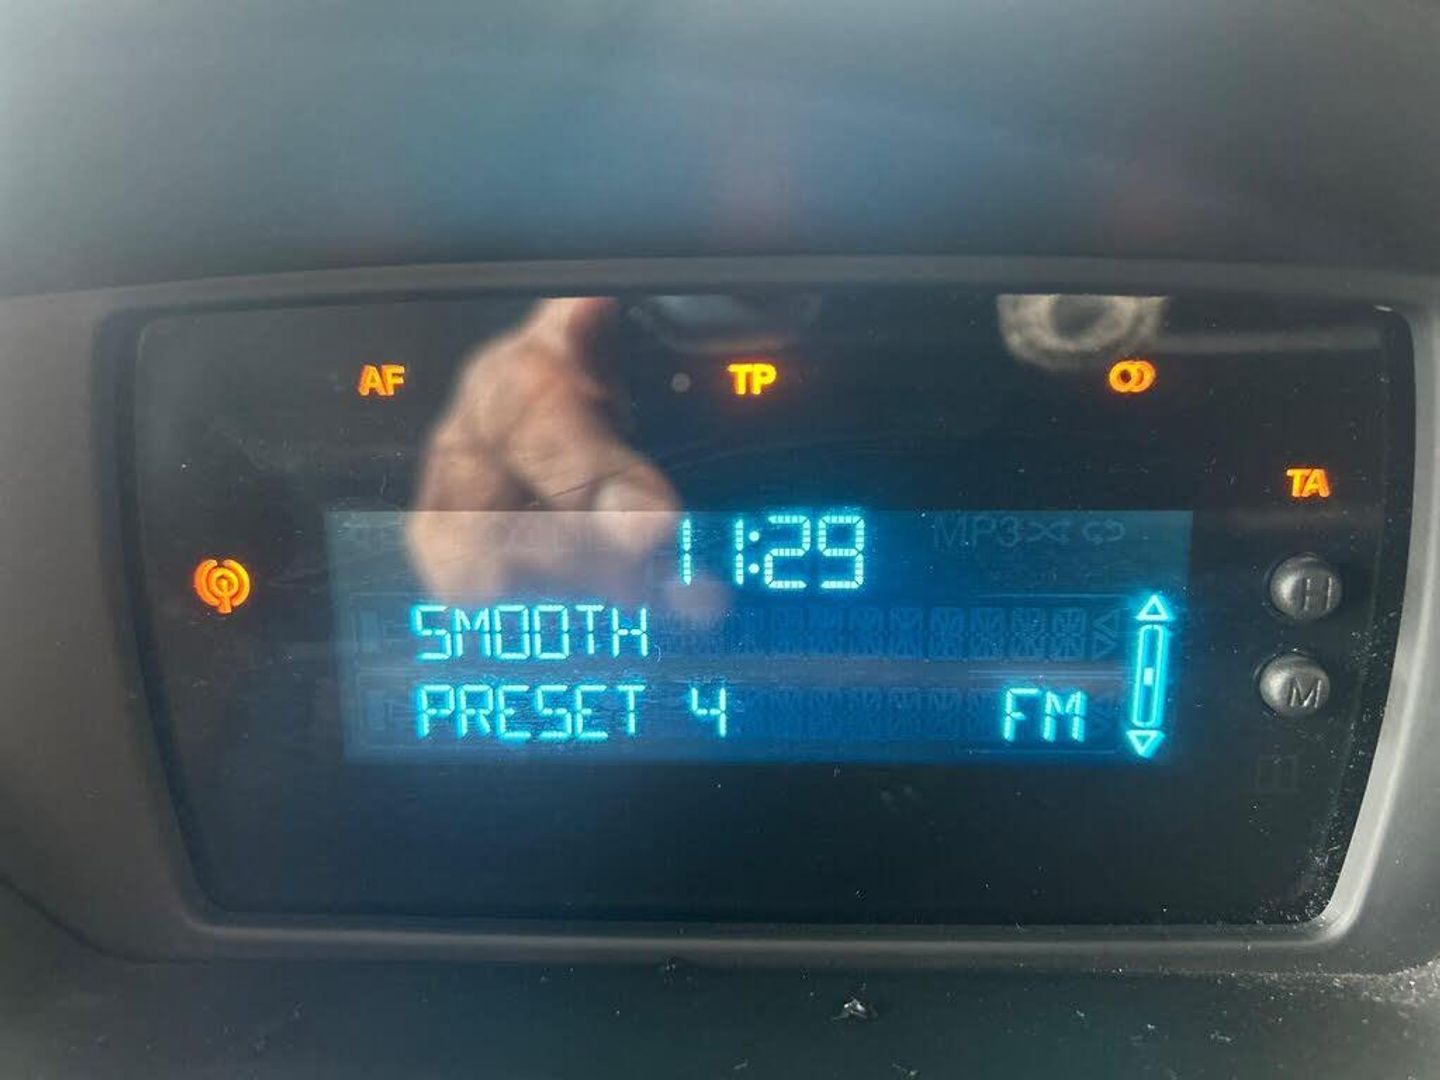 AF TP
TA
11:29 MP3
SMOOTH
H
PRESET 4 FM
M